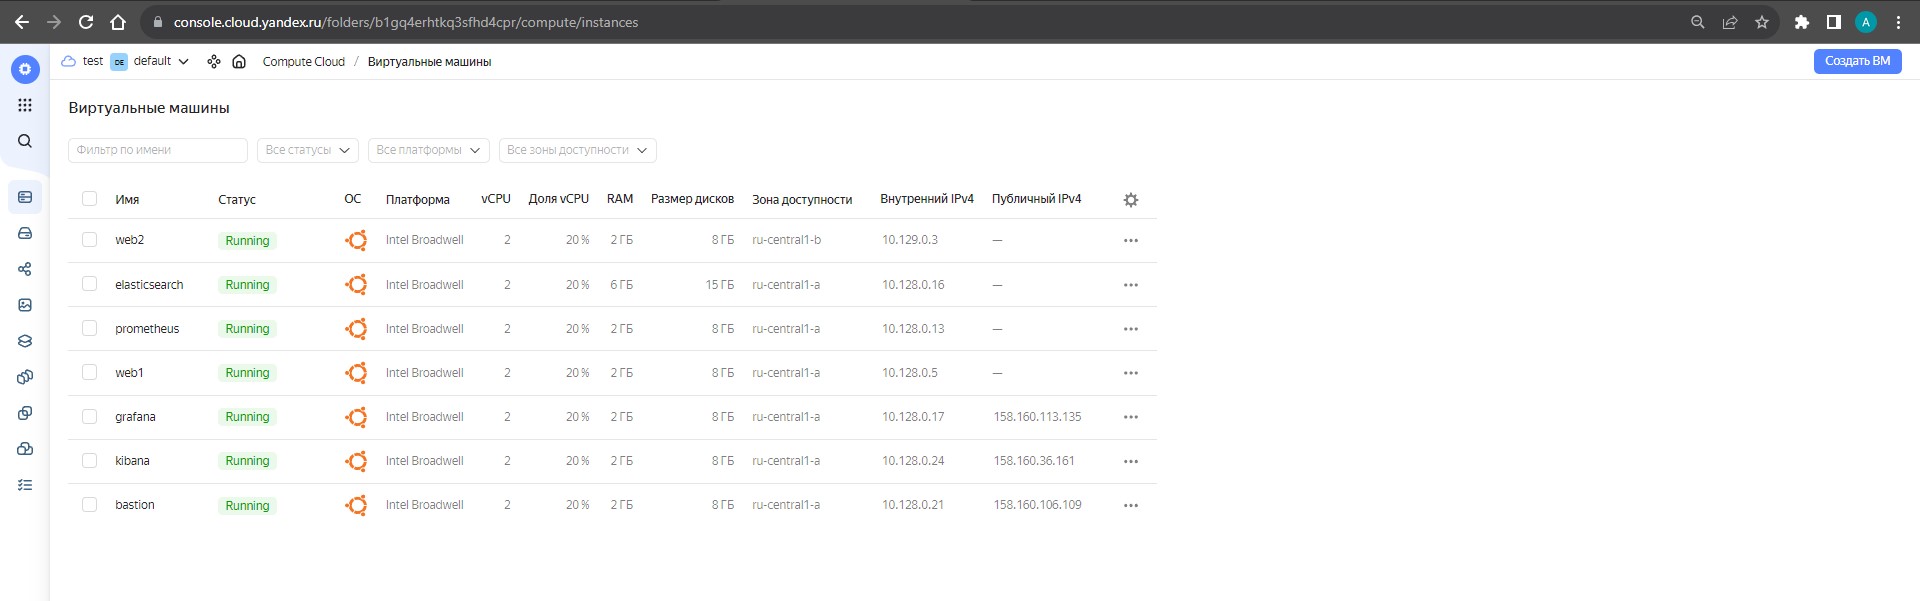 console.cloud.yandex.ru/folders/b1gq4erhtkq3sfhd4cpr/compute/instances
A
test DE default Compute Cloud / Виртуальные машины Создать ВМ
Виртуальные машины
Фильтр по имени Все статусы Все платформы Все зоны доступности
Имя Статус ОС Платформа vCPU Доля vCPU RAM Размер дисков Зона доступности Внутренний IPv4 Публичный IPv4
web2 Running Intel Broadwell 2 20 % 2 ГБ 8 ГБ ru-central1-b 10.129.0.3 —
elasticsearch Running Intel Broadwell 2 20 % 6 ГБ 15 ГБ ru-central1-a 10.128.0.16 —
prometheus Running Intel Broadwell 2 20 % 2 ГБ 8 ГБ ru-central1-a 10.128.0.13 —
web1 Running Intel Broadwell 2 20 % 2 ГБ 8 ГБ ru-central1-a 10.128.0.5 —
grafana Running Intel Broadwell 2 20 % 2 ГБ 8 ГБ ru-central1-a 10.128.0.17 158.160.113.135
kibana Running Intel Broadwell 2 20 % 2 ГБ 8 ГБ ru-central1-a 10.128.0.24 158.160.36.161
bastion Running Intel Broadwell 2 20 % 2 ГБ 8 ГБ ru-central1-a 10.128.0.21 158.160.106.109